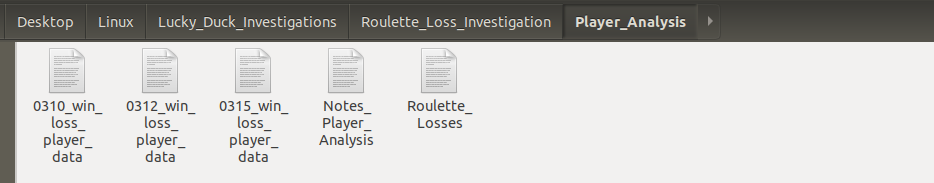 Desktop Linux Lucky_Duck_Investigations Roulette_Loss_Investigation Player_Analysis
0310_win_
loss_
player_
data
0312_win_
loss_
player_
data
0315_win_
loss_
player_
data
Notes_
Player_
Analysis
Roulette_
Losses